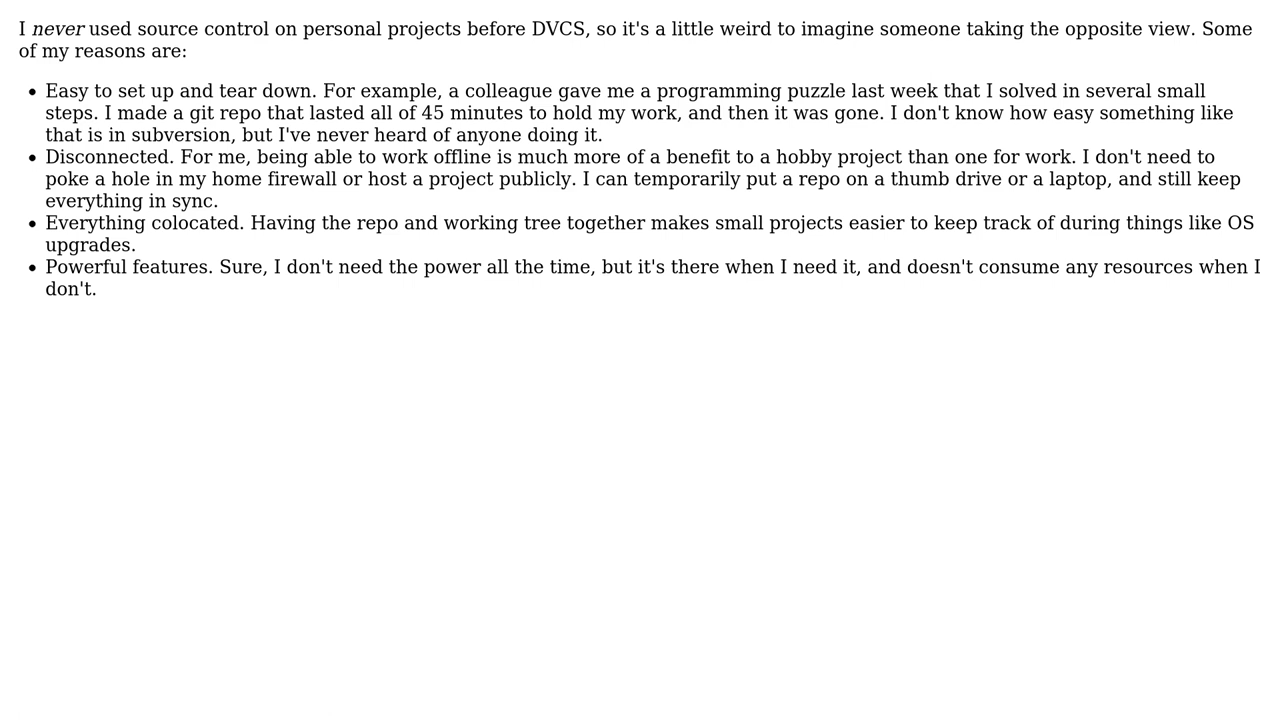 I never used source control on personal projects before DVCS, so it's a little weird to imagine someone taking the opposite view. Some
of my reasons are:
• Easy to set up and tear down. For example, a colleague gave me a programming puzzle last week that I solved in several small
steps. I made a git repo that lasted all of 45 minutes to hold my work, and then it was gone. I don't know how easy something like
that is in subversion, but I've never heard of anyone doing it.
• Disconnected. For me, being able to work offline is much more of a benefit to a hobby project than one for work. I don't need to
poke a hole in my home firewall or host a project publicly. I can temporarily put a repo on a thumb drive or a laptop, and still keep
everything in sync.
• Everything colocated. Having the repo and working tree together makes small projects easier to keep track of during things like OS
upgrades.
• Powerful features. Sure, I don't need the power all the time, but it's there when I need it, and doesn't consume any resources when I
don't.